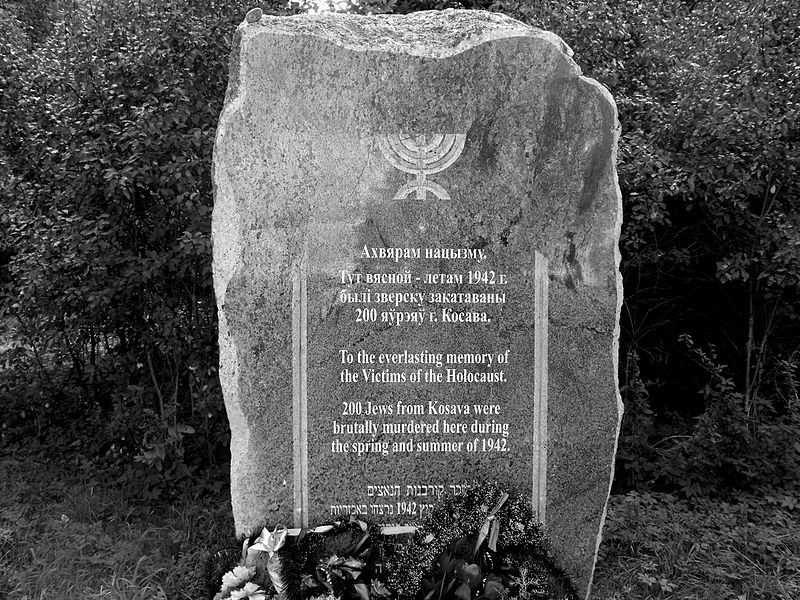 Ахвярам нацызму.
Тут вясной - летам 1942 г.
былі зверску закатаваны
200 яўрэяў г. Косава.
To the everlasting memory of
the Victims of the Holocaust.
200 Jews from Kosava were
brutally murdered here during
the spring and summer of 1942.
קורבנות הנאצים
1942 נרצחו באכזריות